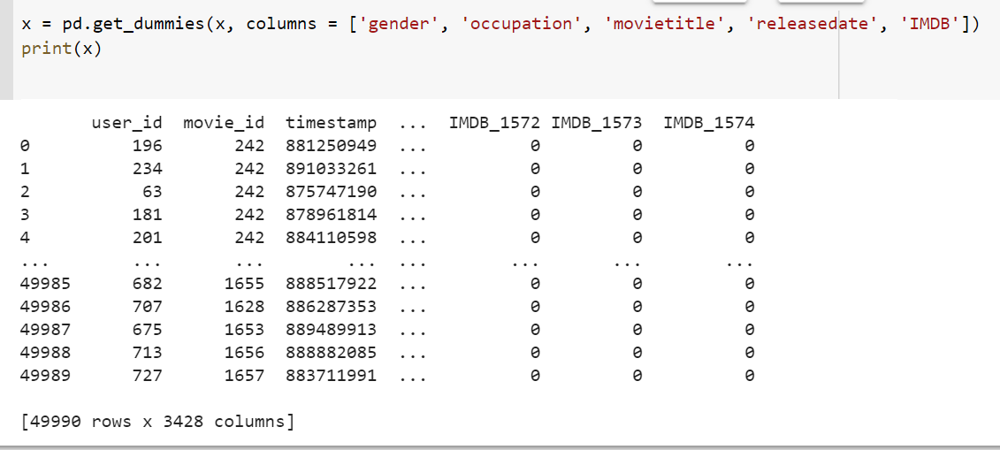 x = pd.get_dummies(x, columns = ['gender', 'occupation', 'movietitle', 'releasedate', 'IMDB'])
print(x)
user_id movie_id timestamp ... IMDB_1572 IMDB_1573 IMDB_1574
0 196 242 881250949 ... 0 0 0
1 234 242 891033261 ... 0 0 0
2 63 242 875747190 ... 0 0 0
3 181 242 878961814 ... 0 0 0
4 201 242 884110598 ... 0 0 0
... ... ... ... ... ... ... ...
49985 682 1655 888517922 ... 0 0 0
49986 707 1628 886287353 ... 0 0 0
49987 675 1653 889489913 ... 0 0 0
49988 713 1656 888882085 ... 0 0 0
49989 727 1657 883711991 ... 0 0 0
[49990 rows x 3428 columns]